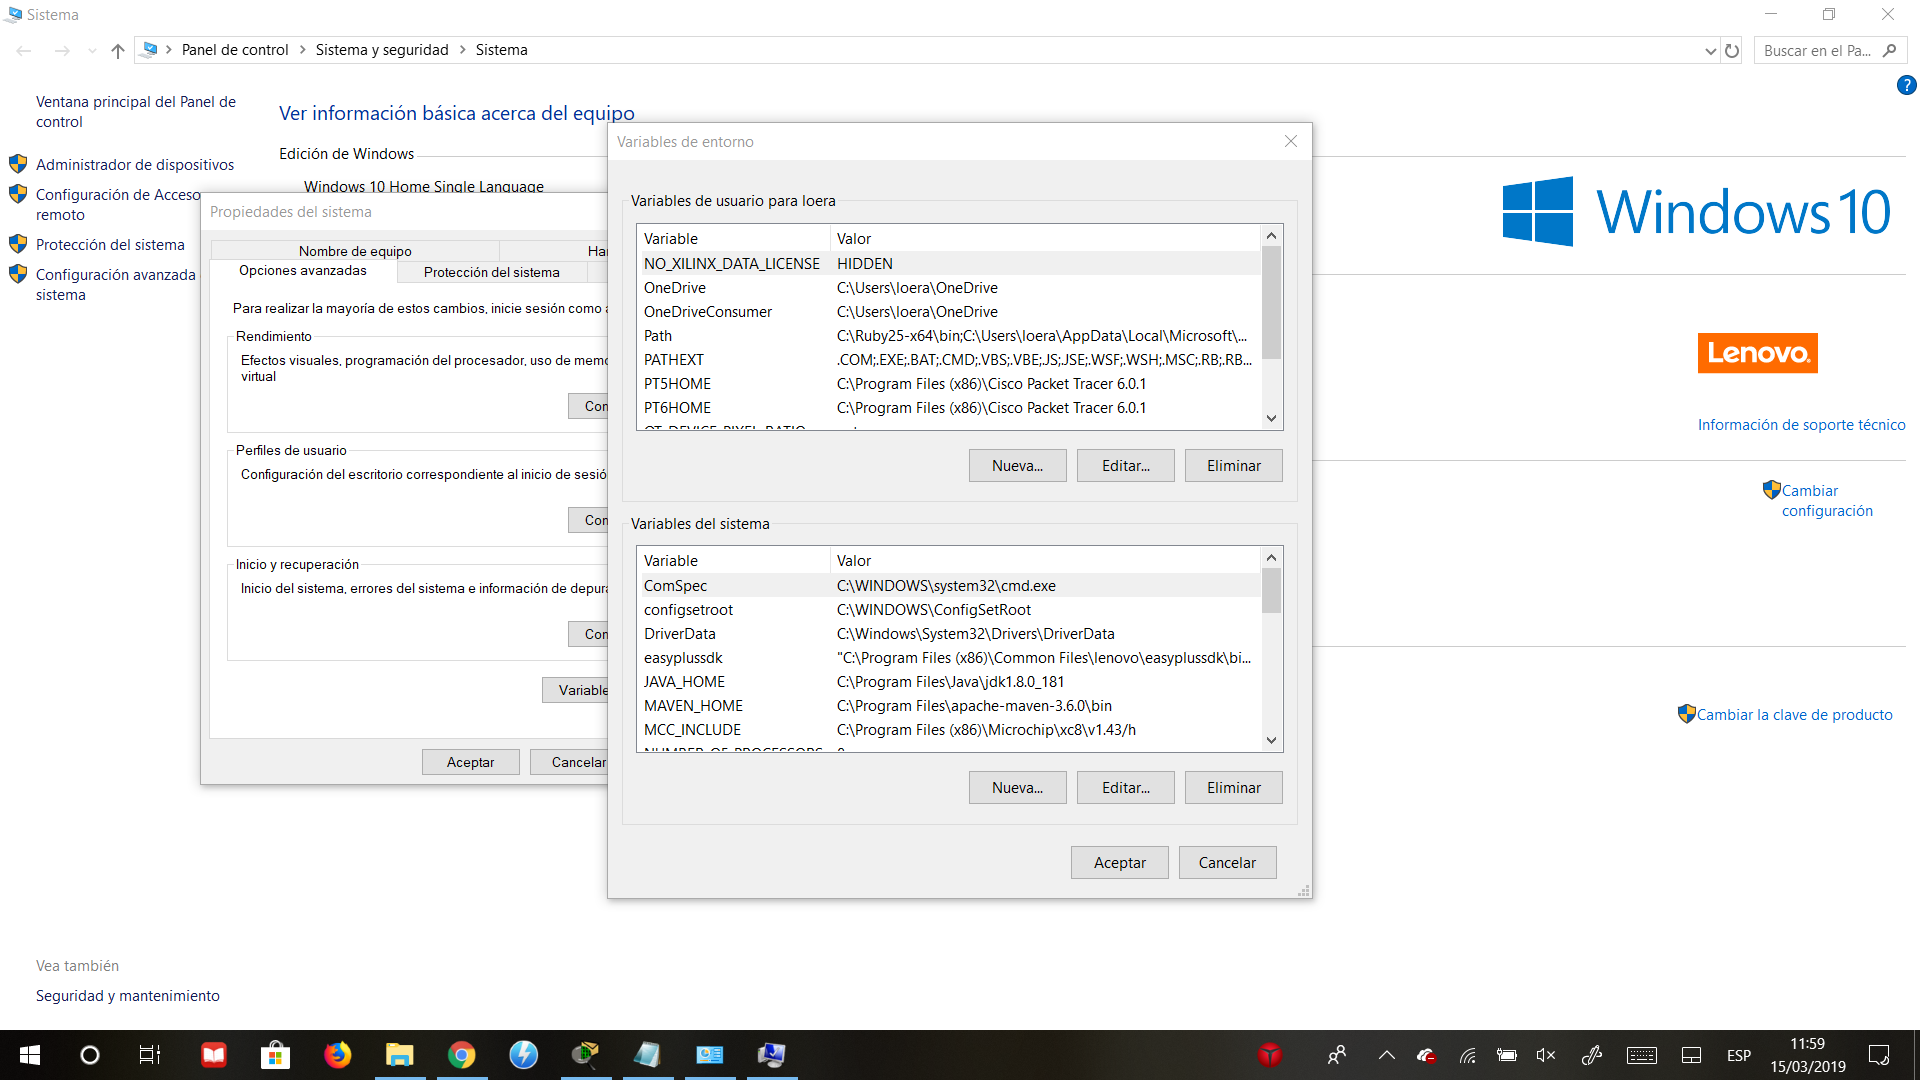 Sistema
Panel de control
Sistema y seguridad
Sistema
Buscar en el Pa...
?
Ventana principal del Panel de
control
Administrador de dispositivos
Configuración de Acceso
remoto
Protección del sistema
Configuración avanzada
sistema
Ver información básica acerca del equipo
Edición de Windows
Windows 10 Home Single Language
Windows 10
Lenovo
Información de soporte técnico
Cambiar
configuración
Cambiar la clave de producto
Propiedades del sistema
Nombre de equipo
Har
Opciones avanzadas
Protección del sistema
Para realizar la mayoría de estos cambios, inicie sesión como a
Rendimiento
Efectos visuales, programación del procesador, uso de memo
virtual
Con
Perfiles de usuario
Configuración del escritorio correspondiente al inicio de sesió
Con
Inicio y recuperación
Inicio del sistema, errores del sistema e información de depura
Con
Variable
Aceptar
Cancelar
Variables de entorno
Variables de usuario para loera
Variable Valor
NO_XILINX_DATA_LICENSE HIDDEN
OneDrive C:\Users\loera\OneDrive
OneDriveConsumer C:\Users\loera\OneDrive
Path C:\Ruby25-x64\bin;C:\Users\loera\AppData\Local\Microsoft\...
PATHEXT .COM;.EXE;.BAT;.CMD;.VBS;.VBE;.JS;.JSE;.WSF;.WSH;.MSC;.RB;.RB...
PT5HOME C:\Program Files (x86)\Cisco Packet Tracer 6.0.1
PT6HOME C:\Program Files (x86)\Cisco Packet Tracer 6.0.1
QT_DEVICE_PIXEL_RATIO
Nueva... Editar... Eliminar
Variables del sistema
Variable Valor
ComSpec C:\WINDOWS\system32\cmd.exe
configsetroot C:\WINDOWS\ConfigSetRoot
DriverData C:\Windows\System32\Drivers\DriverData
easyplussdk "C:\Program Files (x86)\Common Files\lenovo\easyplussdk\bi...
JAVA_HOME C:\Program Files\Java\jdk1.8.0_181
MAVEN_HOME C:\Program Files\apache-maven-3.6.0\bin
MCC_INCLUDE C:\Program Files (x86)\Microchip\xc8\v1.43/h
NUMBER_OF_PROCESSORS
Nueva... Editar... Eliminar
Aceptar Cancelar
Vea también
Seguridad y mantenimiento
ESP
11:59
15/03/2019